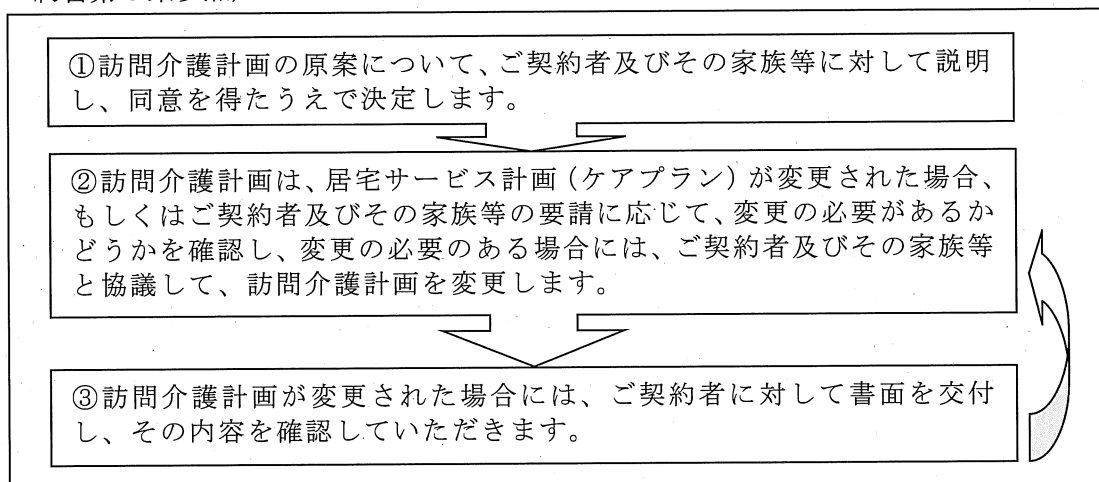 ①訪問介護計画の原案について、ご契約者及びその家族等に対して説明
し、同意を得たうえで決定します。
②訪問介護計画は、居宅サービス計画（ケアプラン）が変更された場合、
もしくはご契約者及びその家族等の要請に応じて、変更の必要があるか
どうかを確認し、変更の必要のある場合には、ご契約者及びその家族等
と協議して、訪問介護計画を変更します。
③訪問介護計画が変更された場合には、ご契約者に対して書面を交付
し、その内容を確認していただきます。